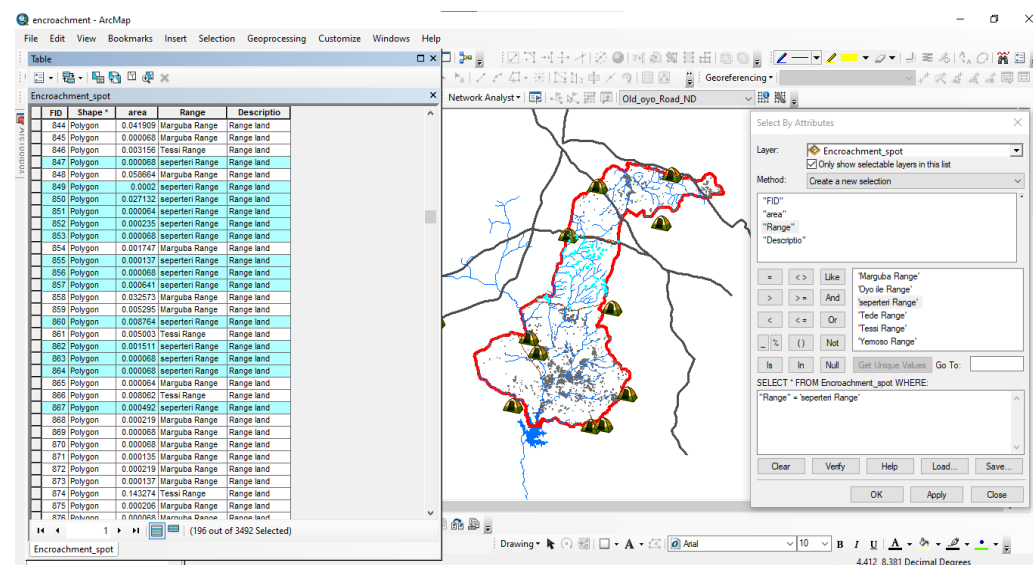 encroachment - ArcMap
File Edit View Bookmarks Insert Selection Geoprocessing Customize Windows Help
Table
Georeferencing
Encroachment_spot
Network Analyst
Old_oyo_Road_ND
FID Shape * area Range Descriptio
844 Polygon 0.041909 Marguba Range Range land
845 Polygon 0.000068 Marguba Range Range land
846 Polygon 0.003156 Tessi Range Range land
847 Polygon 0.000068 seperteri Range Range land
848 Polygon 0.058664 Marguba Range Range land
849 Polygon 0.0002 seperteri Range Range land
850 Polygon 0.027132 seperteri Range Range land
851 Polygon 0.000064 seperteri Range Range land
852 Polygon 0.000235 seperteri Range Range land
853 Polygon 0.000068 seperteri Range Range land
854 Polygon 0.001747 Marguba Range Range land
855 Polygon 0.000137 seperteri Range Range land
856 Polygon 0.000068 seperteri Range Range land
857 Polygon 0.000641 seperteri Range Range land
858 Polygon 0.032573 Marguba Range Range land
859 Polygon 0.005295 Marguba Range Range land
860 Polygon 0.008764 seperteri Range Range land
861 Polygon 0.005003 Tessi Range Range land
862 Polygon 0.001511 seperteri Range Range land
863 Polygon 0.000068 seperteri Range Range land
864 Polygon 0.000068 seperteri Range Range land
865 Polygon 0.000064 Marguba Range Range land
866 Polygon 0.008062 Tessi Range Range land
867 Polygon 0.000492 seperteri Range Range land
868 Polygon 0.000219 Marguba Range Range land
869 Polygon 0.000068 Marguba Range Range land
870 Polygon 0.000068 Marguba Range Range land
871 Polygon 0.000135 Marguba Range Range land
872 Polygon 0.000219 Marguba Range Range land
873 Polygon 0.000137 Marguba Range Range land
874 Polygon 0.143274 Tessi Range Range land
875 Polygon 0.000206 Marguba Range Range land
876 Polygon 0.000068 Marguba Range Range land
1
(196 out of 3492 Selected)
Encroachment_spot
ArcToolbox
Select By Attributes
Layer: Encroachment_spot
Only show selectable layers in this list
Method: Create a new selection
"FID"
"area"
"Range"
"Descriptio"
= <> Like
> >= And
< <= Or
_ % () Not
Is In Null
'Marguba Range'
'Oyo ile Range'
'seperteri Range'
'Tede Range'
'Tessi Range'
'Yemoso Range'
Get Unique Values Go To:
SELECT * FROM Encroachment_spot WHERE:
"Range" = 'seperteri Range'
Clear Verify Help Load... Save...
OK Apply Close
Drawing A Arial 10 B I U A
4.412 8.381 Decimal Degrees